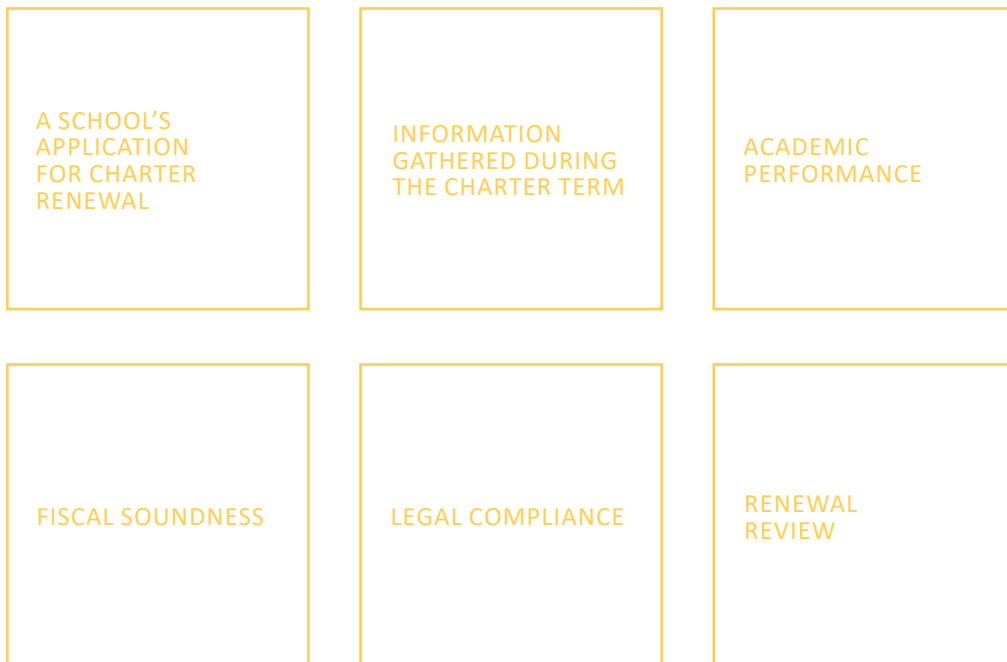 A SCHOOL'S
APPLICATION
FOR CHARTER
RENEWAL
INFORMATION
GATHERED DURING
THE CHARTER TERM
ACADEMIC
PERFORMANCE
FISCAL SOUNDNESS
LEGAL COMPLIANCE
RENEWAL
REVIEW